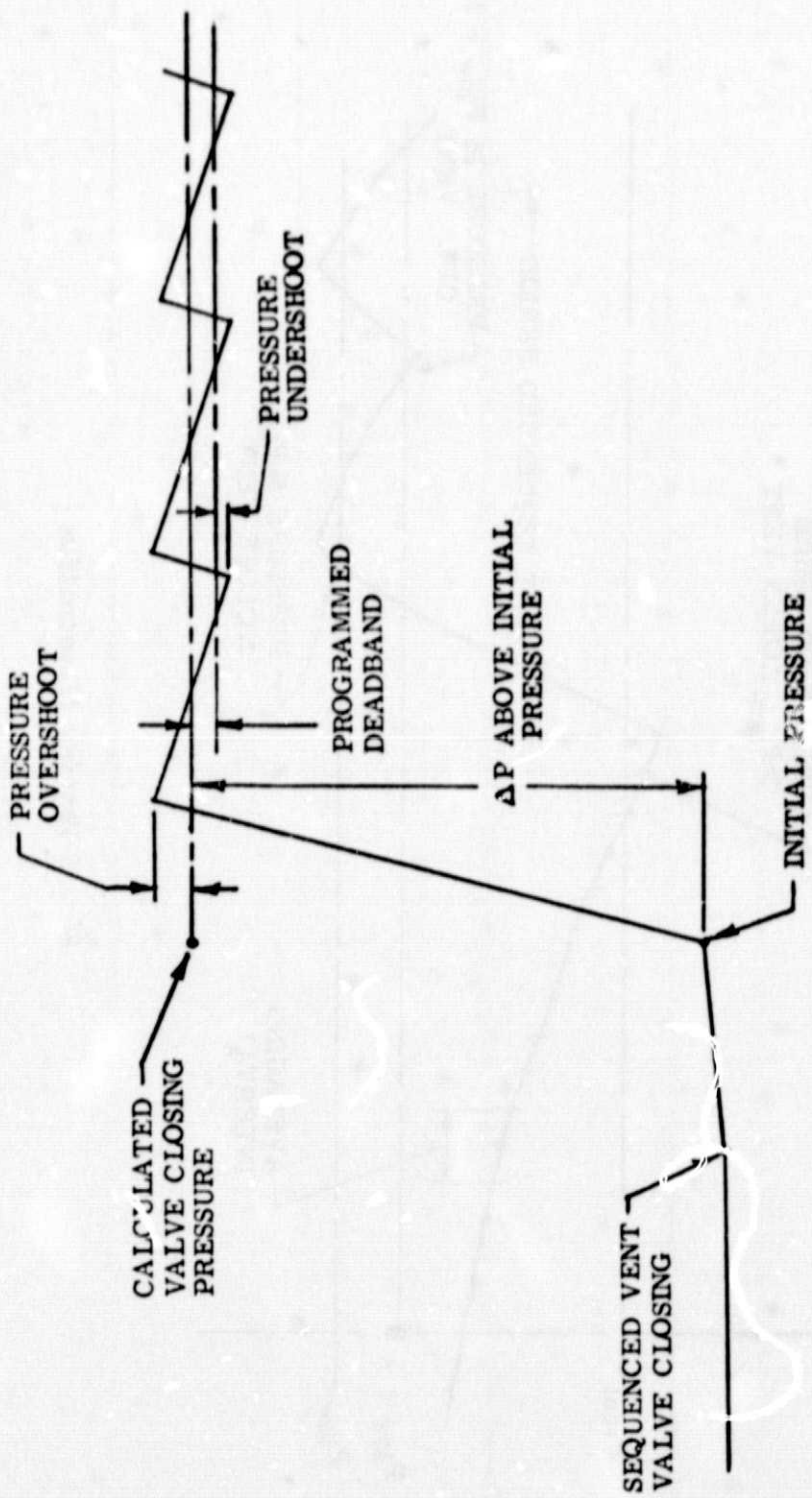 PRESSURE
OVERSHOOT
CALCULATED
VALVE CLOSING
PRESSURE
PRESSURE
UNDERSHOOT
PROGRAMMED
DEADBAND
ΔP ABOVE INITIAL
PRESSURE
SEQUENCED VENT
VALVE CLOSING
INITIAL PRESSURE